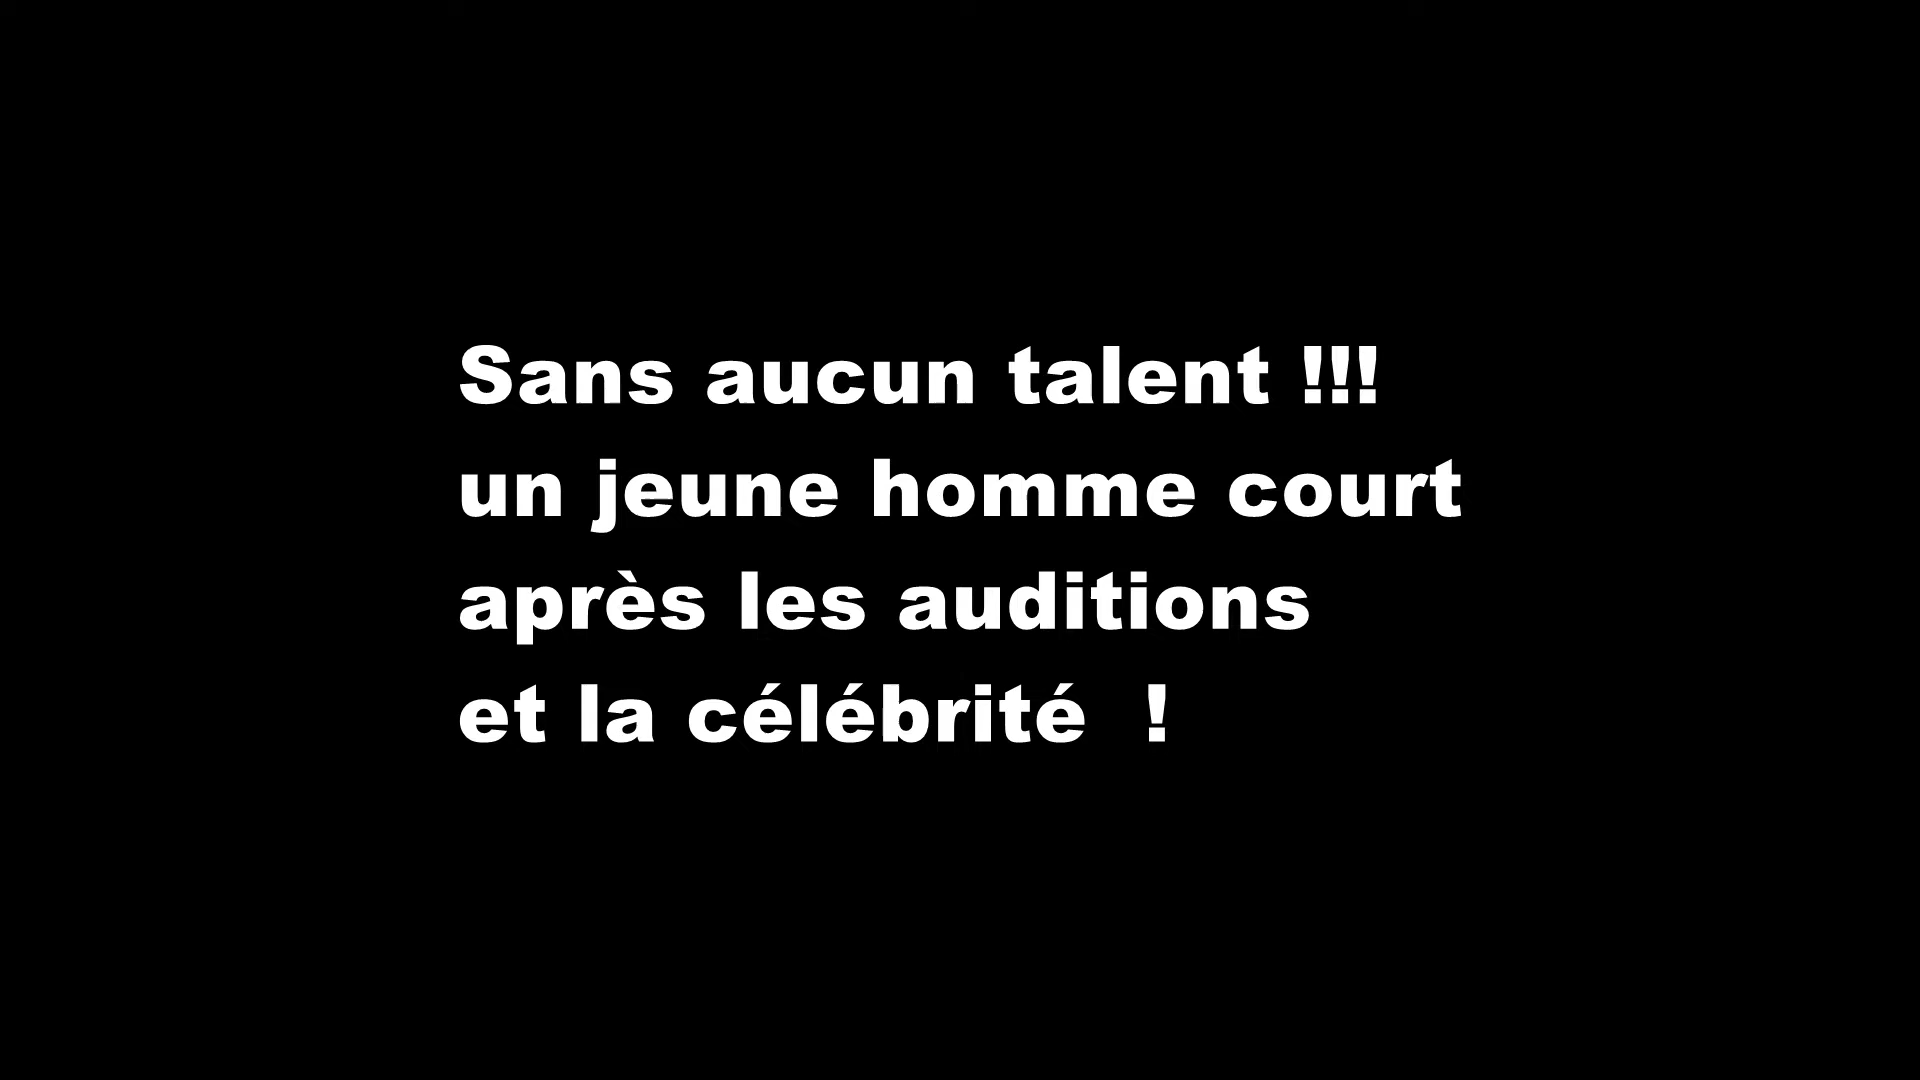 Sans aucun talent !!!
un jeune homme court
après les auditions
et la célébrité  !